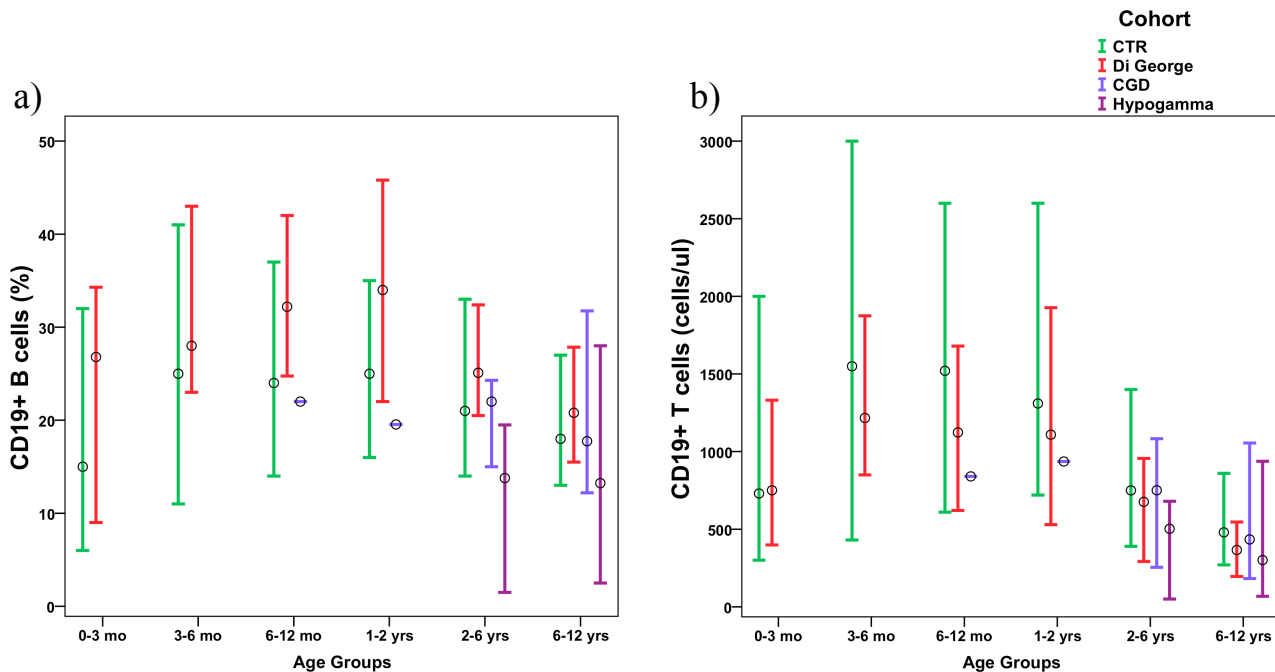 Cohort
CTR
Di George
CGD
Hypogamma
a)
50
40
30
20
10
0
CD19+ B cells (%)
0-3 mo 3-6 mo 6-12 mo 1-2 yrs 2-6 yrs 6-12 yrs
Age Groups
b)
3000
2500
2000
1500
1000
500
0
CD19+ T cells (cells/ul)
0-3 mo 3-6 mo 6-12 mo 1-2 yrs 2-6 yrs 6-12 yrs
Age Groups